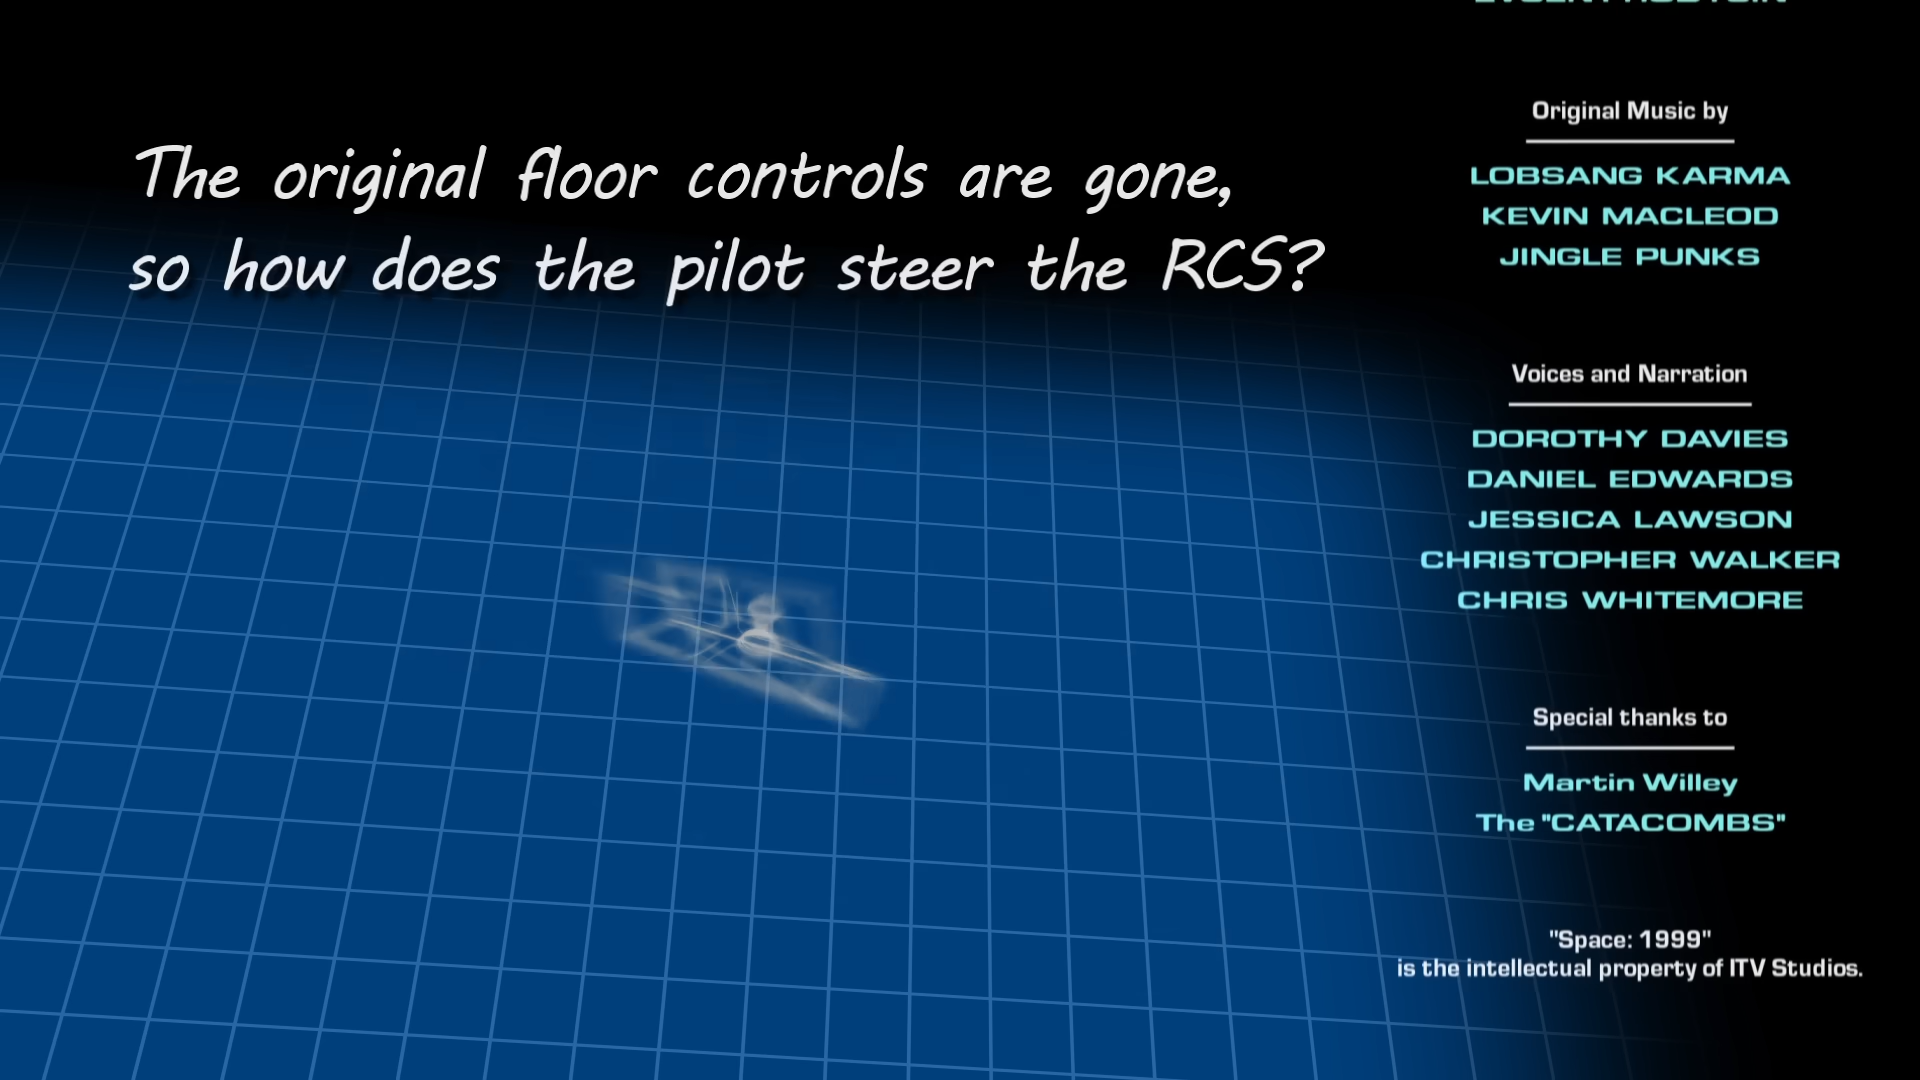 The original floor controls are gone,
so how does the pilot steer the RCS?
Original Music by
LOBSANG KARMA
KEVIN MACLEOD
JINGLE PUNKS
Voices and Narration
DOROTHY DAVIES
DANIEL EDWARDS
JESSICA LAWSON
CHRISTOPHER WALKER
CHRIS WHITEMORE
Special thanks to
Martin Willey
The "CATACOMBS"
"Space: 1999"
is the intellectual property of ITV Studios.